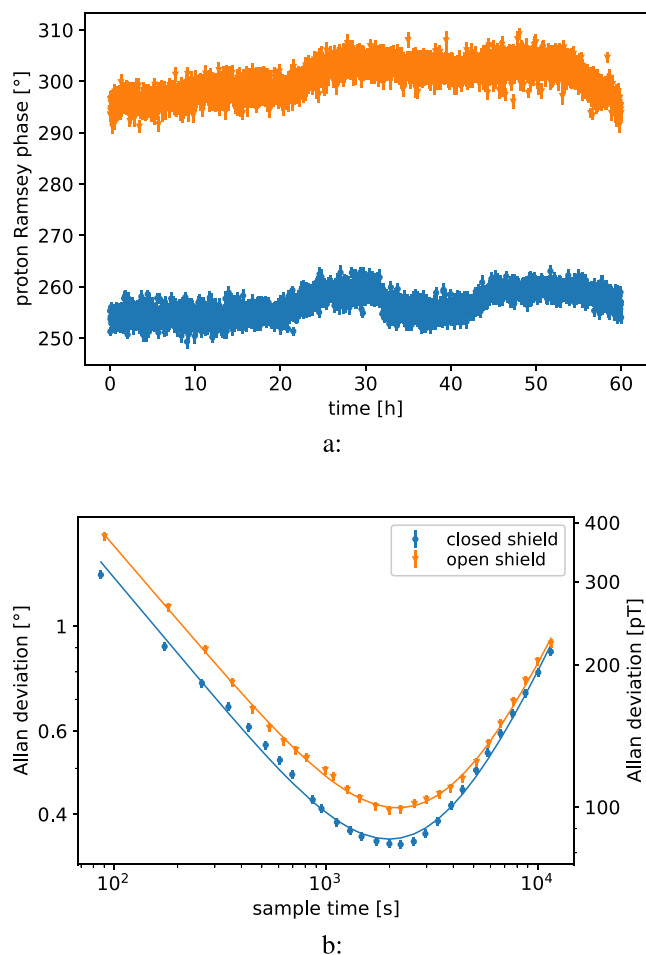 310
300
290
280
270
260
250
proton Ramsey phase [°]
0 10 20 30 40 50 60
time [h]
a:
closed shield
open shield
1
0.6
0.4
Allan deviation [°]
400
300
200
100
Allan deviation [pT]
10² 10³ 10⁴
sample time [s]
b: